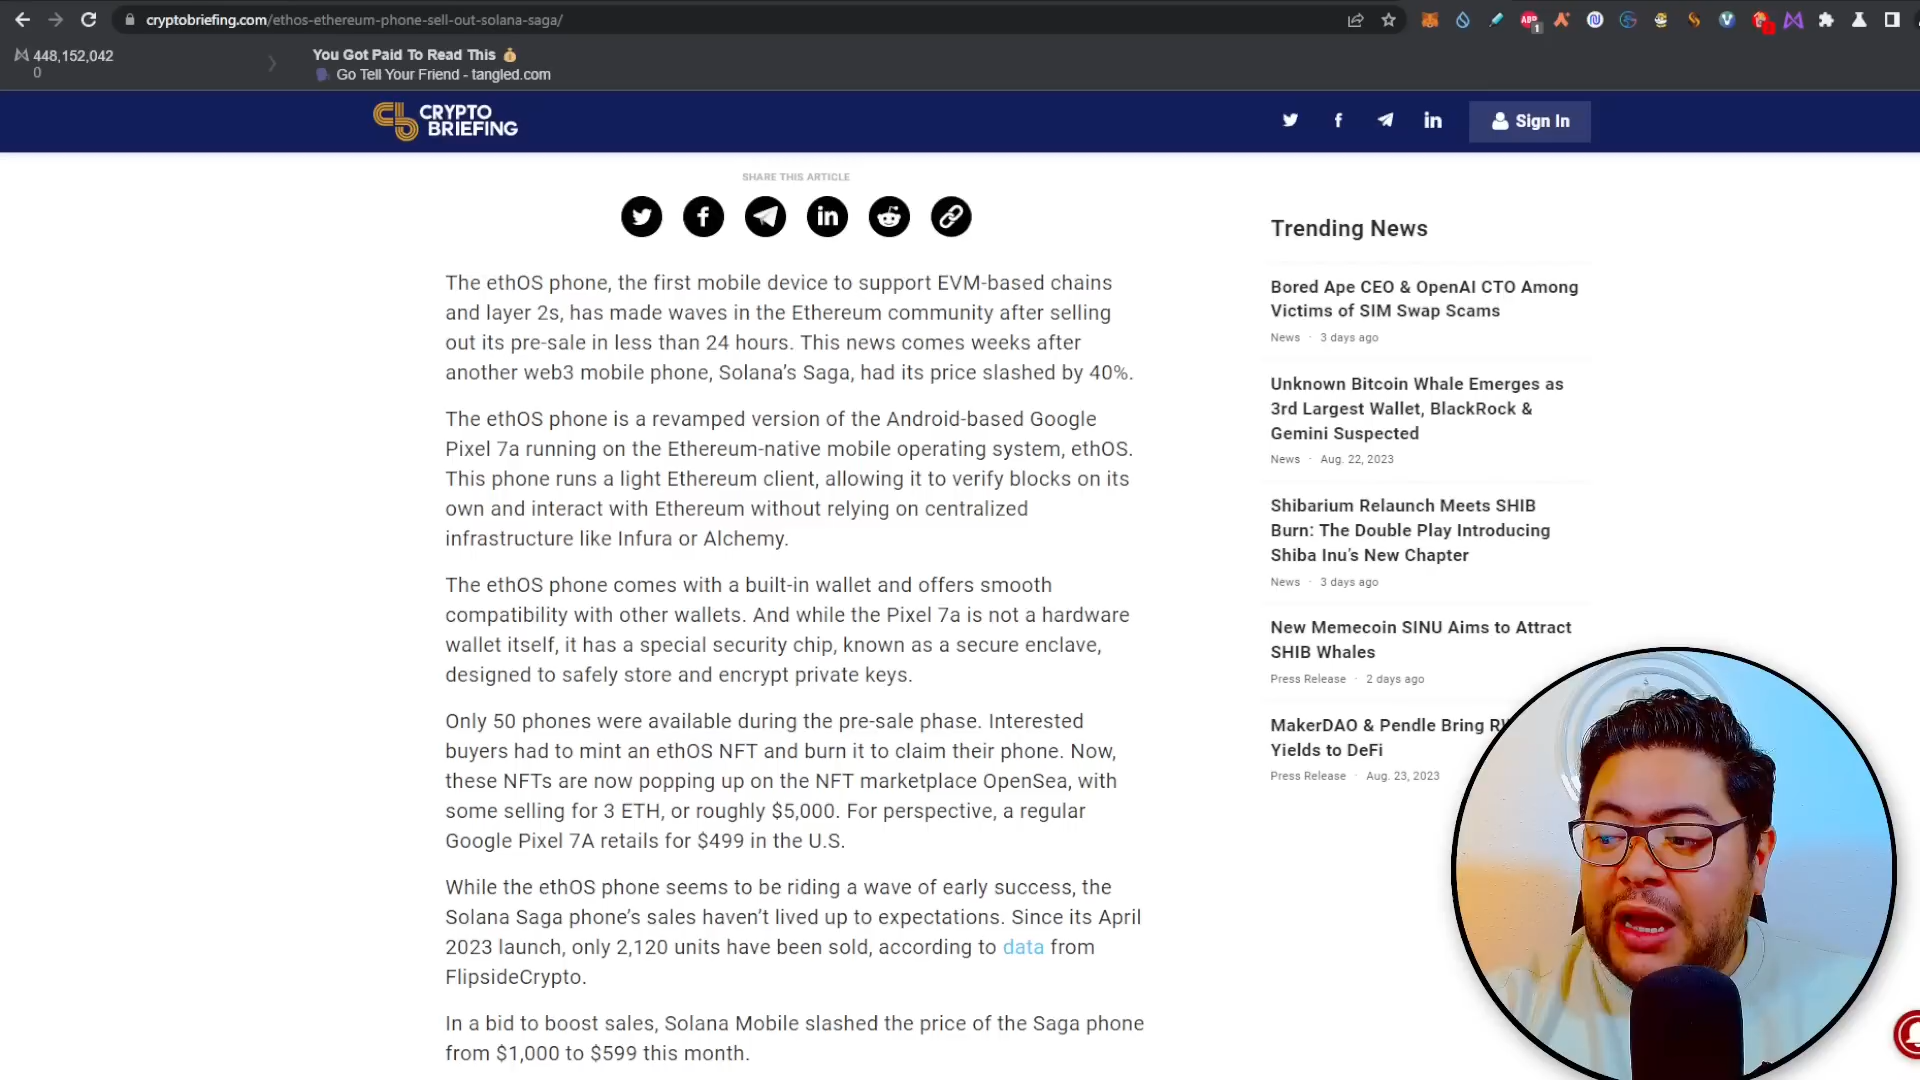 cryptobriefing.com/ethos-ethereum-phone-sell-out-solana-saga/
448,152,042
0
You Got Paid To Read This
Go Tell Your Friend - tangled.com
CRYPTO
BRIEFING
Sign In
SHARE THIS ARTICLE
The ethOS phone, the first mobile device to support EVM-based chains
and layer 2s, has made waves in the Ethereum community after selling
out its pre-sale in less than 24 hours. This news comes weeks after
another web3 mobile phone, Solana’s Saga, had its price slashed by 40%.
The ethOS phone is a revamped version of the Android-based Google
Pixel 7a running on the Ethereum-native mobile operating system, ethOS.
This phone runs a light Ethereum client, allowing it to verify blocks on its
own and interact with Ethereum without relying on centralized
infrastructure like Infura or Alchemy.
The ethOS phone comes with a built-in wallet and offers smooth
compatibility with other wallets. And while the Pixel 7a is not a hardware
wallet itself, it has a special security chip, known as a secure enclave,
designed to safely store and encrypt private keys.
Only 50 phones were available during the pre-sale phase. Interested
buyers had to mint an ethOS NFT and burn it to claim their phone. Now,
these NFTs are now popping up on the NFT marketplace OpenSea, with
some selling for 3 ETH, or roughly $5,000. For perspective, a regular
Google Pixel 7A retails for $499 in the U.S.
While the ethOS phone seems to be riding a wave of early success, the
Solana Saga phone’s sales haven’t lived up to expectations. Since its April
2023 launch, only 2,120 units have been sold, according to data from
FlipsideCrypto.
In a bid to boost sales, Solana Mobile slashed the price of the Saga phone
from $1,000 to $599 this month.
Trending News
Bored Ape CEO & OpenAI CTO Among
Victims of SIM Swap Scams
News · 3 days ago
Unknown Bitcoin Whale Emerges as
3rd Largest Wallet, BlackRock &
Gemini Suspected
News · Aug. 22, 2023
Shibarium Relaunch Meets SHIB
Burn: The Double Play Introducing
Shiba Inu’s New Chapter
News · 3 days ago
New Memecoin SINU Aims to Attract
SHIB Whales
Press Release · 2 days ago
MakerDAO & Pendle Bring
Yields to DeFi
Press Release · Aug. 23, 2023